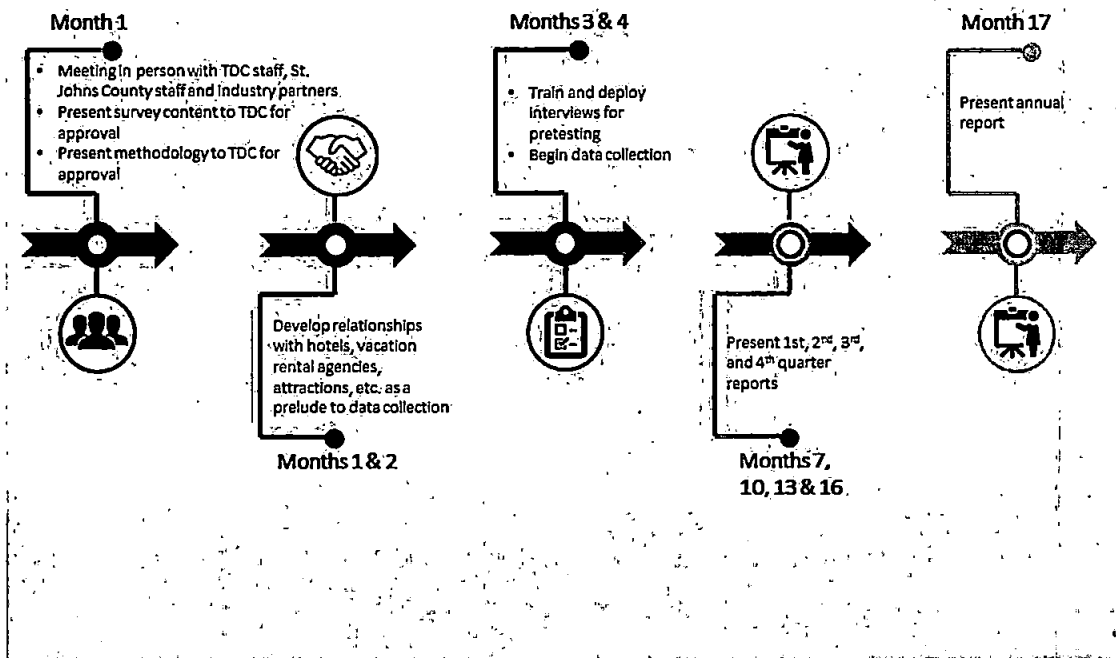 Month 1
• Meeting in person with TDC staff, St.
Johns County staff and industry partners
• Present survey content to TDC for
approval
• Present methodology to TDC for
approval
Develop relationships
with hotels, vacation
rental agencies,
attractions, etc. as a
prelude to data collection
Months 1 & 2
Months 3 & 4
• Train and deploy
interviews for
pretesting
• Begin data collection
Present 1st, 2nd, 3rd,
and 4th quarter
reports
Months 7,
10, 13 & 16
Month 17
Present annual
report